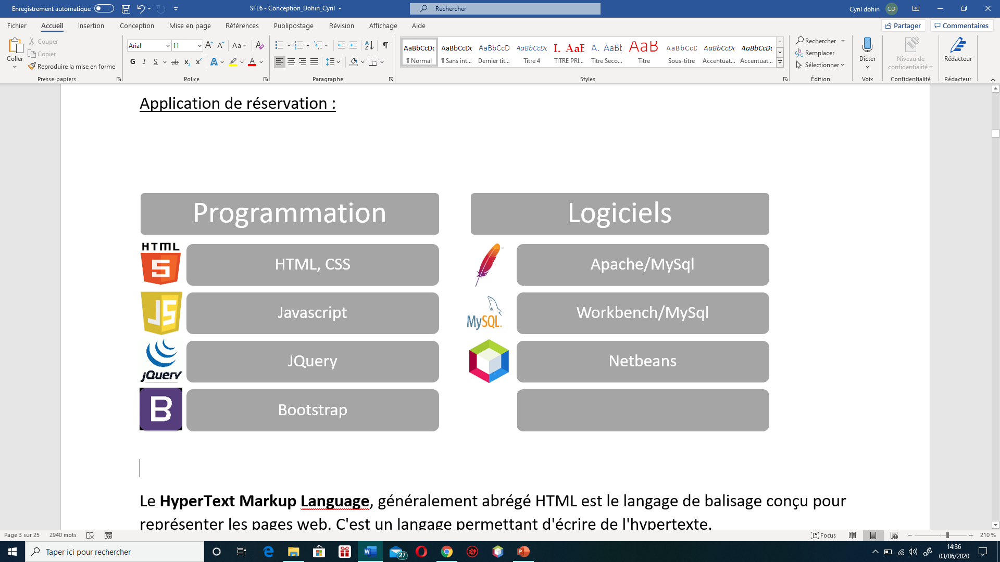 Enregistrement automatique
SFL6 - Conception_Dohin_Cyril
Rechercher
Cyril dohin
CD
Fichier
Accueil
Insertion
Conception
Mise en page
Références
Publipostage
Révision
Affichage
Aide
Partager
Commentaires
Coller
Couper
Copier
Reproduire la mise en forme
Presse-papiers
Arial
11
Aa
G I S ab x₂ x²
A A
Police
Paragraphe
AaBbCcDc
¶ Normal
AaBbCcDc
¶ Sans int...
AaBbCcD
Dernier tit...
AaBbCcDc
Titre 4
I. AaB
TITRE PRI...
A. AaBb
Titre Seco...
AaB
Titre
AaBbCcD
Sous-titre
AaBbCcDc
Accentuat...
AaBbCcDc
Accentuat...
Styles
Rechercher
Remplacer
Sélectionner
Édition
Dicter
Voix
Niveau de
confidentialité
Confidentialité
Rédacteur
Rédacteur
Application de réservation :
Programmation
HTML
5
HTML, CSS
JS
Javascript
jQuery
JQuery
B
Bootstrap
Logiciels
Apache/MySql
MySQL
Workbench/MySql
Netbeans
Le HyperText Markup Language, généralement abrégé HTML est le langage de balisage conçu pour
représenter les pages web. C'est un langage permettant d'écrire de l'hypertexte.
Page 3 sur 25
2940 mots
Focus
210 %
Taper ici pour rechercher
27
14:36
03/06/2020